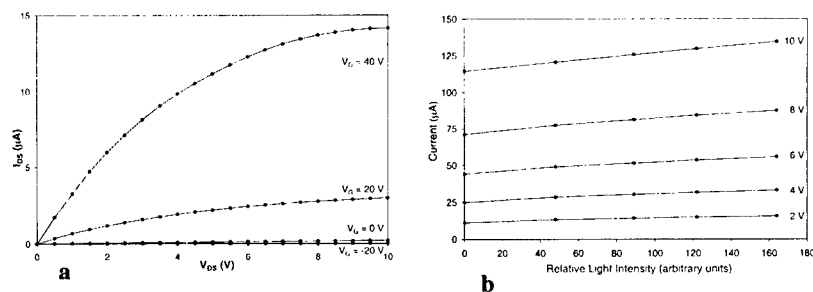 15
10
5
0
I_DS (µA)
V_G = 40 V
V_G = 20 V
V_G = 0 V
V_G = -20 V
0 2 4 6 8 10
V_DS (V)
a
150
125
100
75
50
25
0
Current (µA)
10 V
8 V
6 V
4 V
2 V
0 20 40 60 80 100 120 140 160 180
Relative Light Intensity (arbitrary units)
b